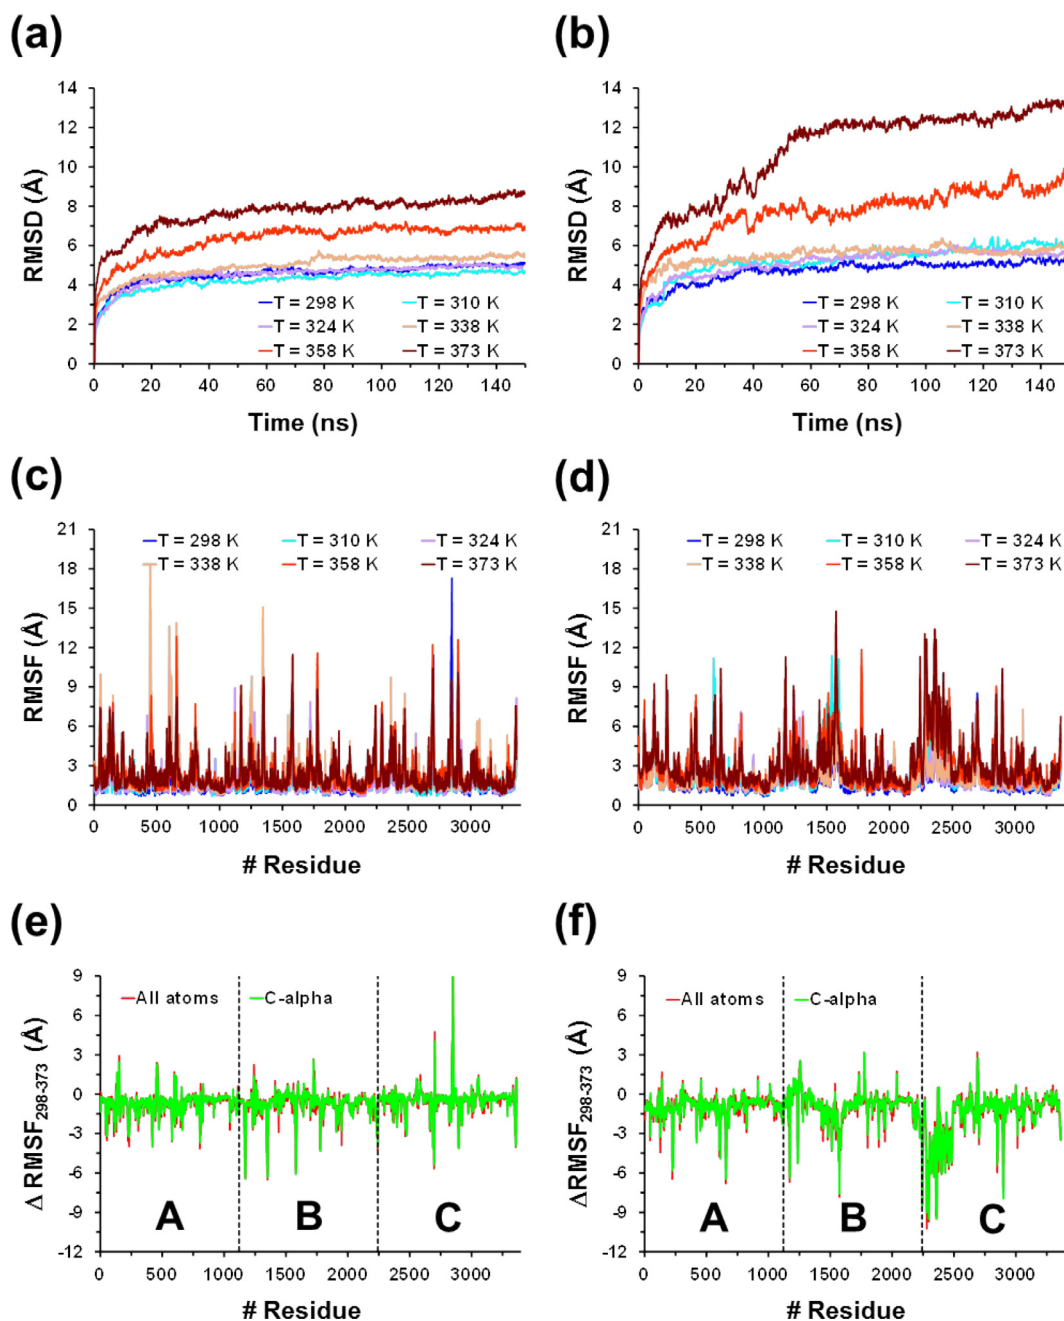 (a)
(b)
14
12
10
8
6
4
2
0
RMSD (Å)
T = 298 K
T = 310 K
T = 324 K
T = 338 K
T = 358 K
T = 373 K
0 20 40 60 80 100 120 140
Time (ns)
14
12
10
8
6
4
2
0
RMSD (Å)
T = 298 K
T = 310 K
T = 324 K
T = 338 K
T = 358 K
T = 373 K
0 20 40 60 80 100 120 140
Time (ns)
(c)
(d)
21
18
15
12
9
6
3
0
RMSF (Å)
T = 298 K T = 310 K T = 324 K
T = 338 K T = 358 K T = 373 K
0 500 1000 1500 2000 2500 3000
# Residue
21
18
15
12
9
6
3
0
RMSF (Å)
T = 298 K T = 310 K T = 324 K
T = 338 K T = 358 K T = 373 K
0 500 1000 1500 2000 2500 3000
# Residue
(e)
(f)
9
6
3
0
-3
-6
-9
-12
Δ RMSF298-373 (Å)
All atoms C-alpha
A B C
0 500 1000 1500 2000 2500 3000
# Residue
9
6
3
0
-3
-6
-9
-12
ΔRMSF298-373 (Å)
All atoms C-alpha
A B C
0 500 1000 1500 2000 2500 3000
# Residue